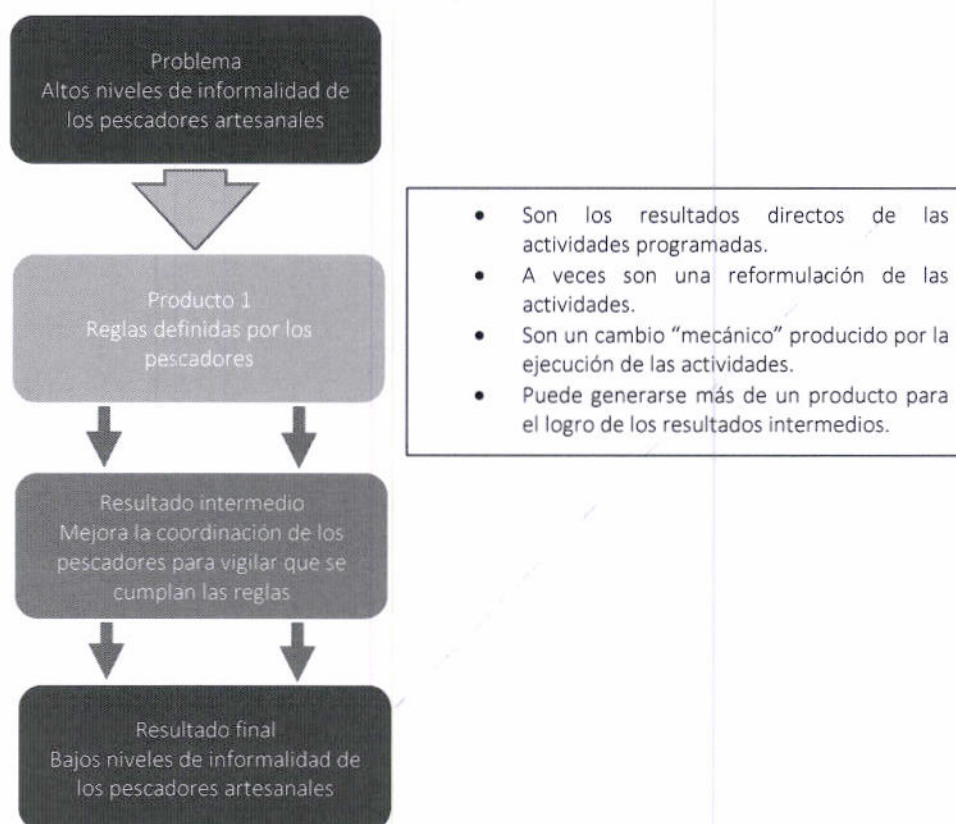 Problema
Altos niveles de informalidad de
los pescadores artesanales
Producto 1
Reglas definidas por los
pescadores
• Son los resultados directos de las
actividades programadas.
• A veces son una reformulación de las
actividades.
• Son un cambio “mecánico” producido por la
ejecución de las actividades.
• Puede generarse más de un producto para
el logro de los resultados intermedios.
Resultado intermedio
Mejora la coordinación de los
pescadores para vigilar que se
cumplan las reglas
Resultado final
Bajos niveles de informalidad de
los pescadores artesanales